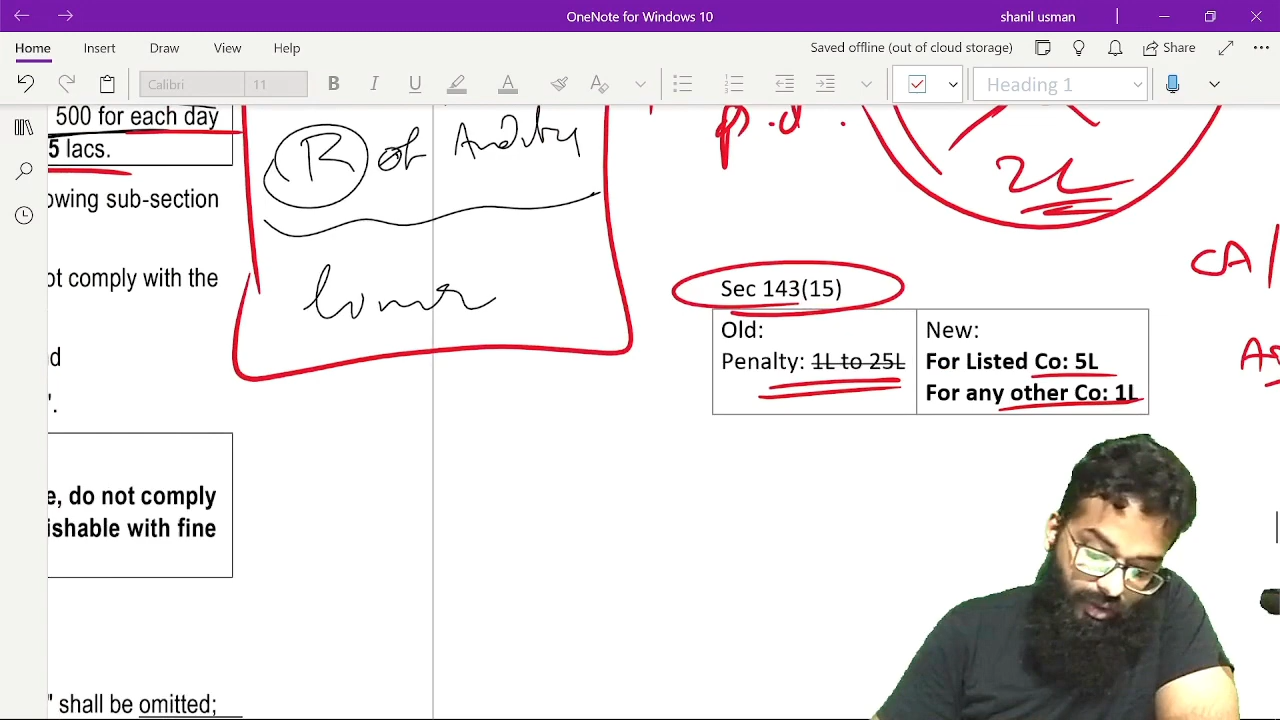 OneNote for Windows 10
shanil usman
Home Insert Draw View Help
Saved offline (out of cloud storage)
Share
Calibri 11 B I U A Heading 1
500 for each day
5 lacs.
owing sub-section
ot comply with the
d
".
e, do not comply
ishable with fine
" shall be omitted;
R of
lower
p.d.
2L
CA/
Sec 143(15)
Old:
Penalty: 1L to 25L
New:
For Listed Co: 5L
For any other Co: 1L